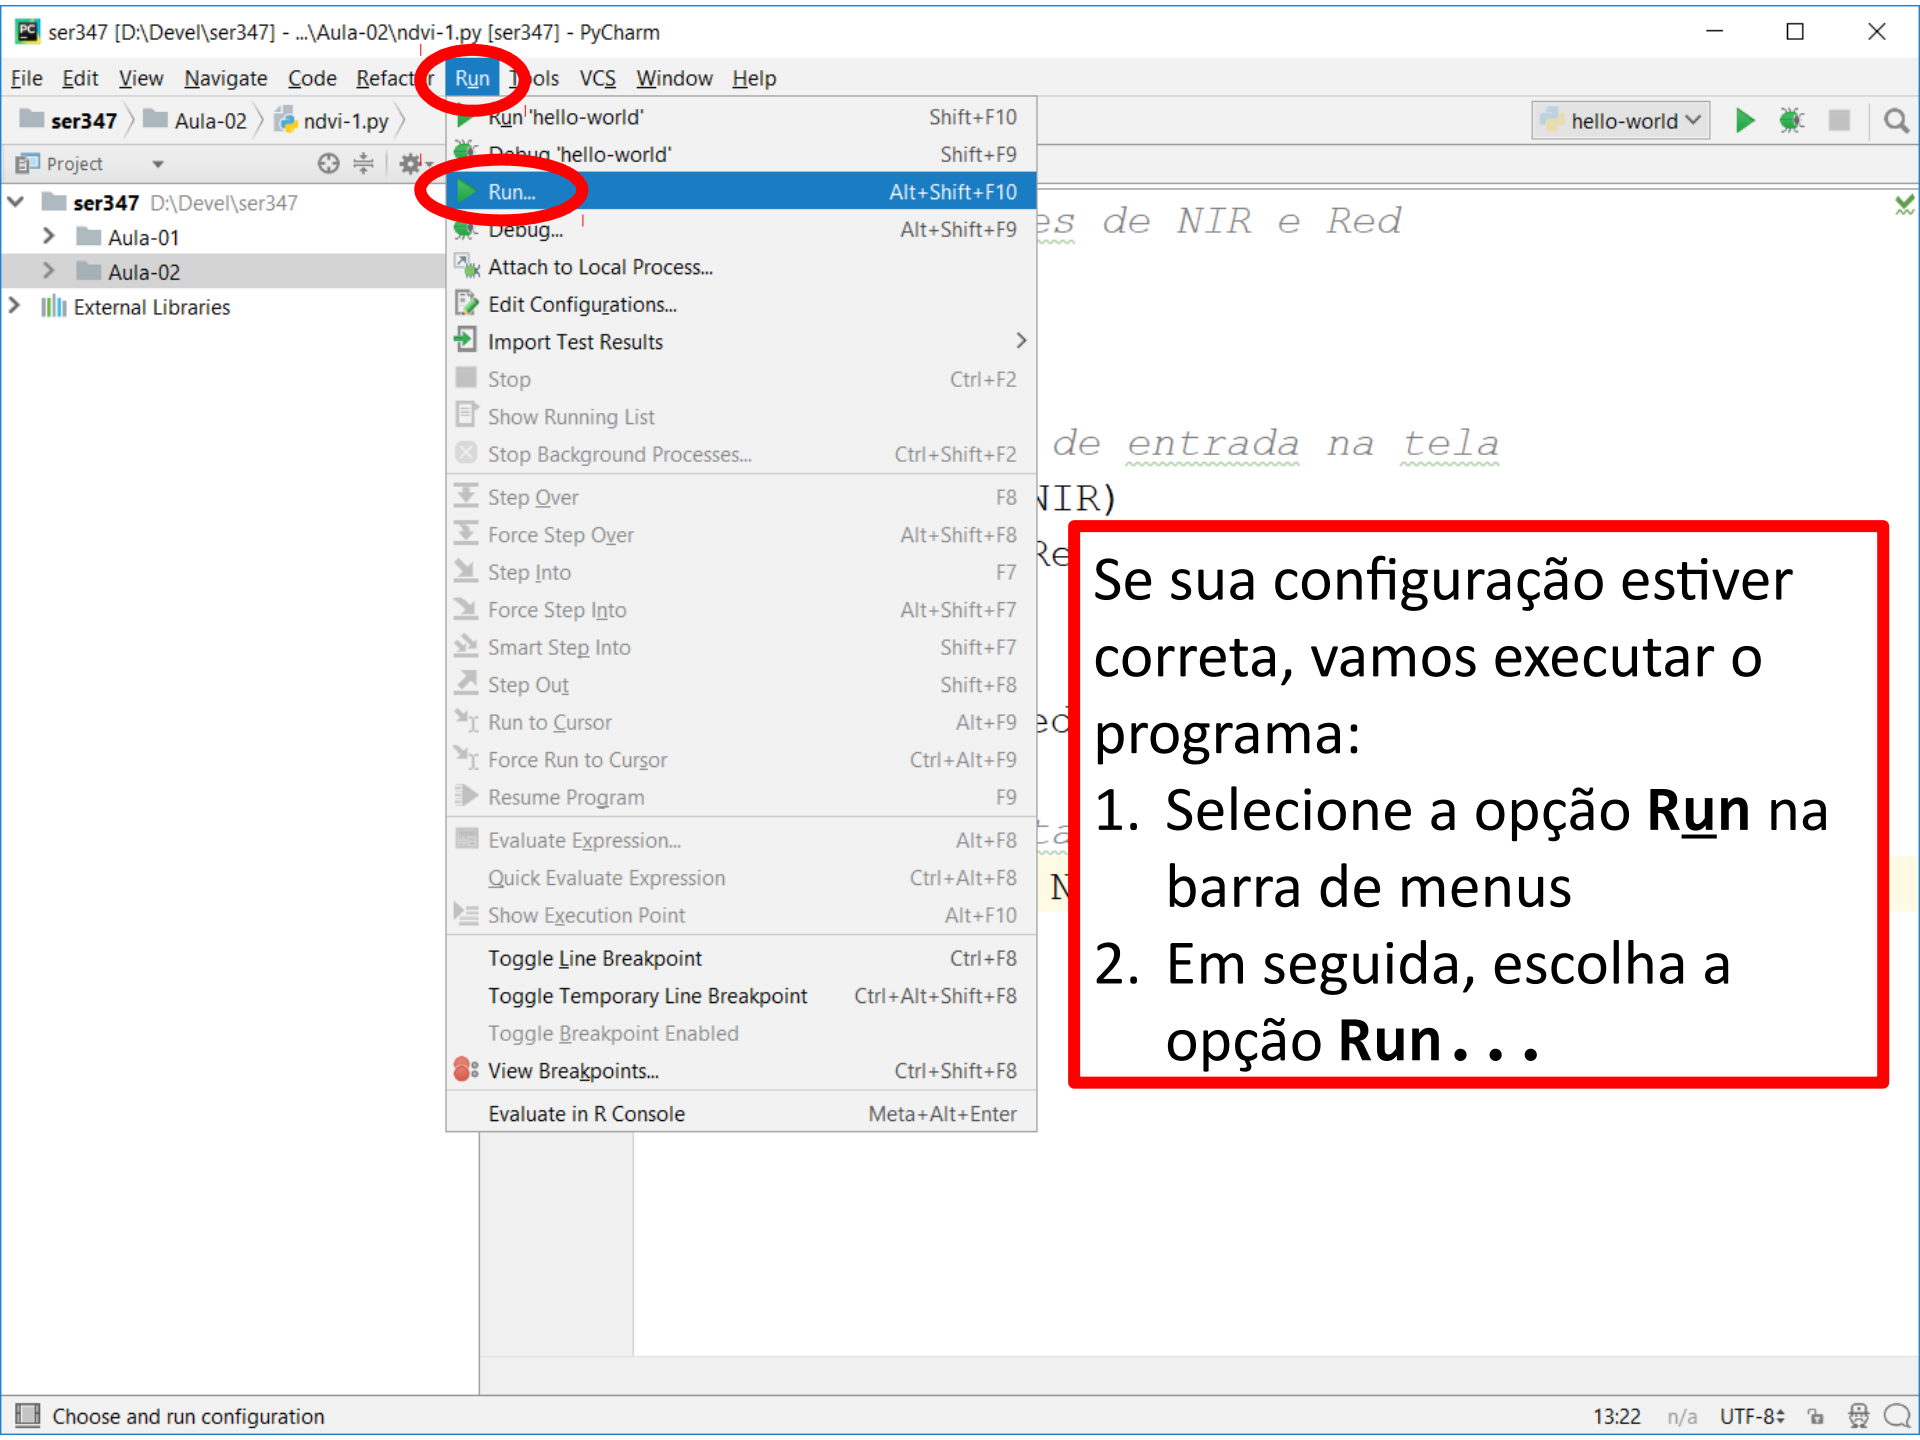 ser347 [D:\Devel\ser347] - ...\Aula-02\ndvi-1.py [ser347] - PyCharm
File Edit View Navigate Code Refactor Run Tools VCS Window Help
ser347 Aula-02 ndvi-1.py
hello-world
Project
ser347 D:\Devel\ser347
Aula-01
Aula-02
External Libraries
Run 'hello-world' Shift+F10
Debug 'hello-world' Shift+F9
Run... Alt+Shift+F10
Debug... Alt+Shift+F9
Attach to Local Process...
Edit Configurations...
Import Test Results
Stop Ctrl+F2
Show Running List
Stop Background Processes... Ctrl+Shift+F2
Step Over F8
Force Step Over Alt+Shift+F8
Step Into F7
Force Step Into Alt+Shift+F7
Smart Step Into Shift+F7
Step Out Shift+F8
Run to Cursor Alt+F9
Force Run to Cursor Ctrl+Alt+F9
Resume Program F9
Evaluate Expression... Alt+F8
Quick Evaluate Expression Ctrl+Alt+F8
Show Execution Point Alt+F10
Toggle Line Breakpoint Ctrl+F8
Toggle Temporary Line Breakpoint Ctrl+Alt+Shift+F8
Toggle Breakpoint Enabled
View Breakpoints... Ctrl+Shift+F8
Evaluate in R Console Meta+Alt+Enter
es de NIR e Red
de entrada na tela
NIR)
Se sua configuração estiver
correta, vamos executar o
programa:
1. Selecione a opção Run na
barra de menus
2. Em seguida, escolha a
opção Run...
Choose and run configuration
13:22 n/a UTF-8